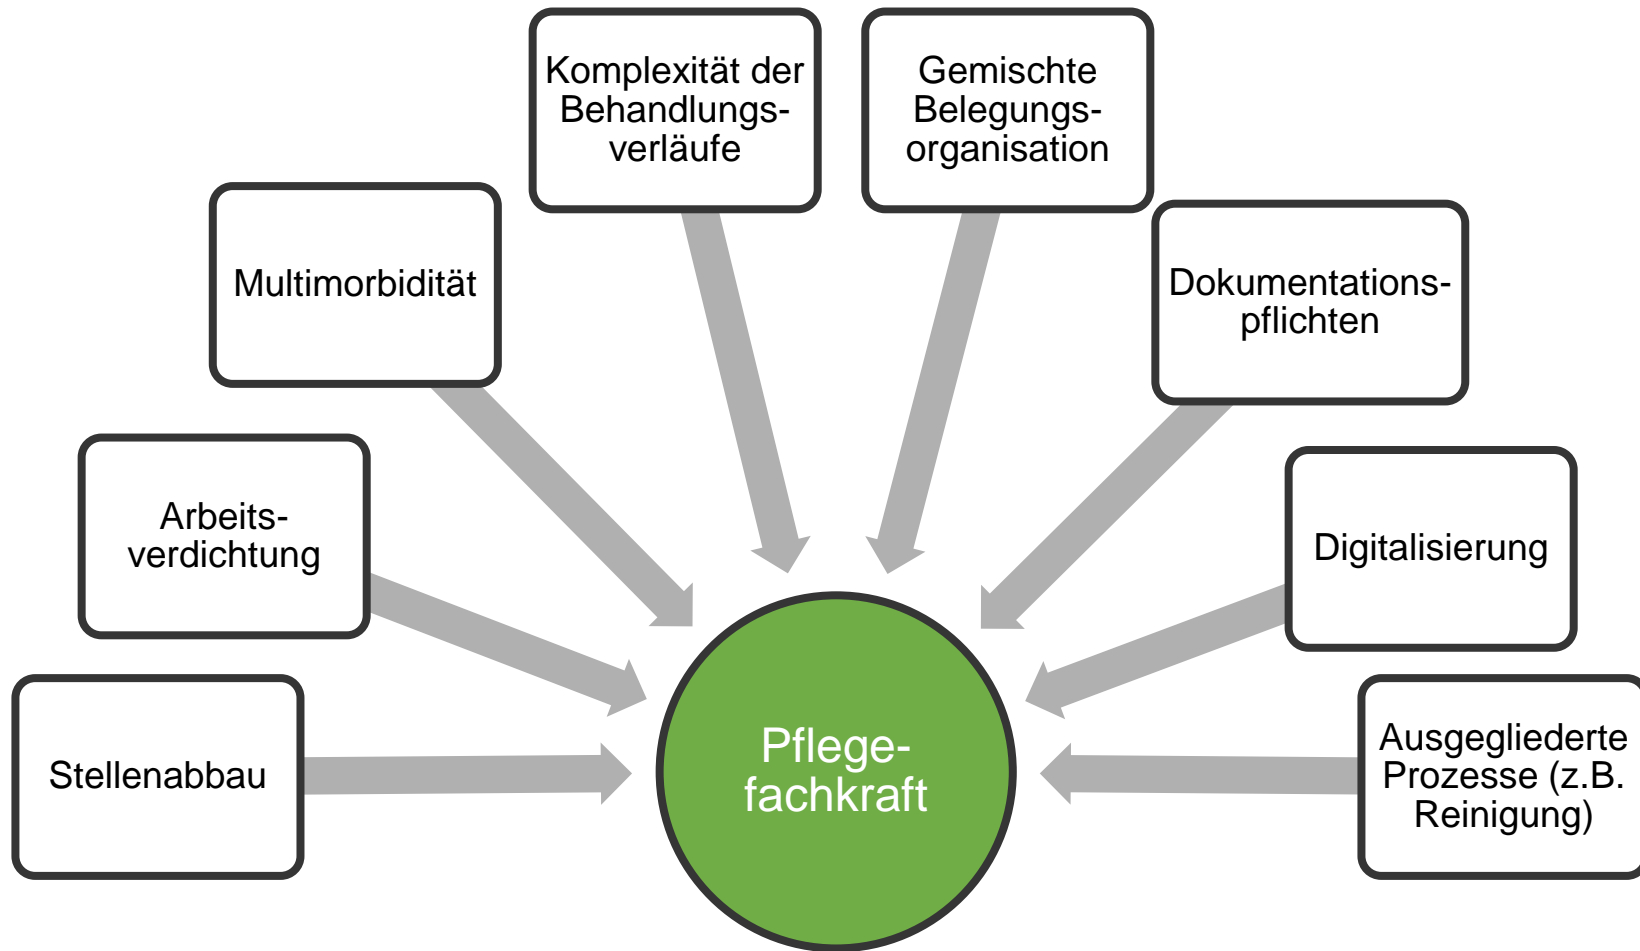 Komplexität der
Behandlungs-
verläufe
Gemischte
Belegungs-
organisation
Multimorbidität
Dokumentations-
pflichten
Arbeits-
verdichtung
Digitalisierung
Stellenabbau
Pflege-
fachkraft
Ausgegliederte
Prozesse (z.B.
Reinigung)